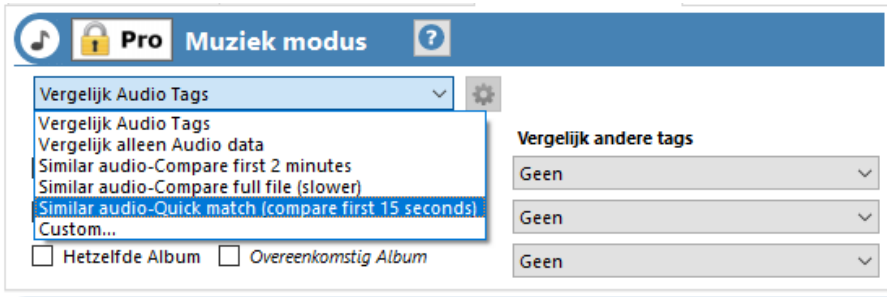 Pro Muziek modus ?
Vergelijk Audio Tags
Vergelijk Audio Tags
Vergelijk alleen Audio data
Similar audio-Compare first 2 minutes
Similar audio-Compare full file (slower)
Similar audio-Quick match (compare first 15 seconds)
Custom...
Hetzelfde Album Overeenkomstig Album
Vergelijk andere tags
Geen
Geen
Geen